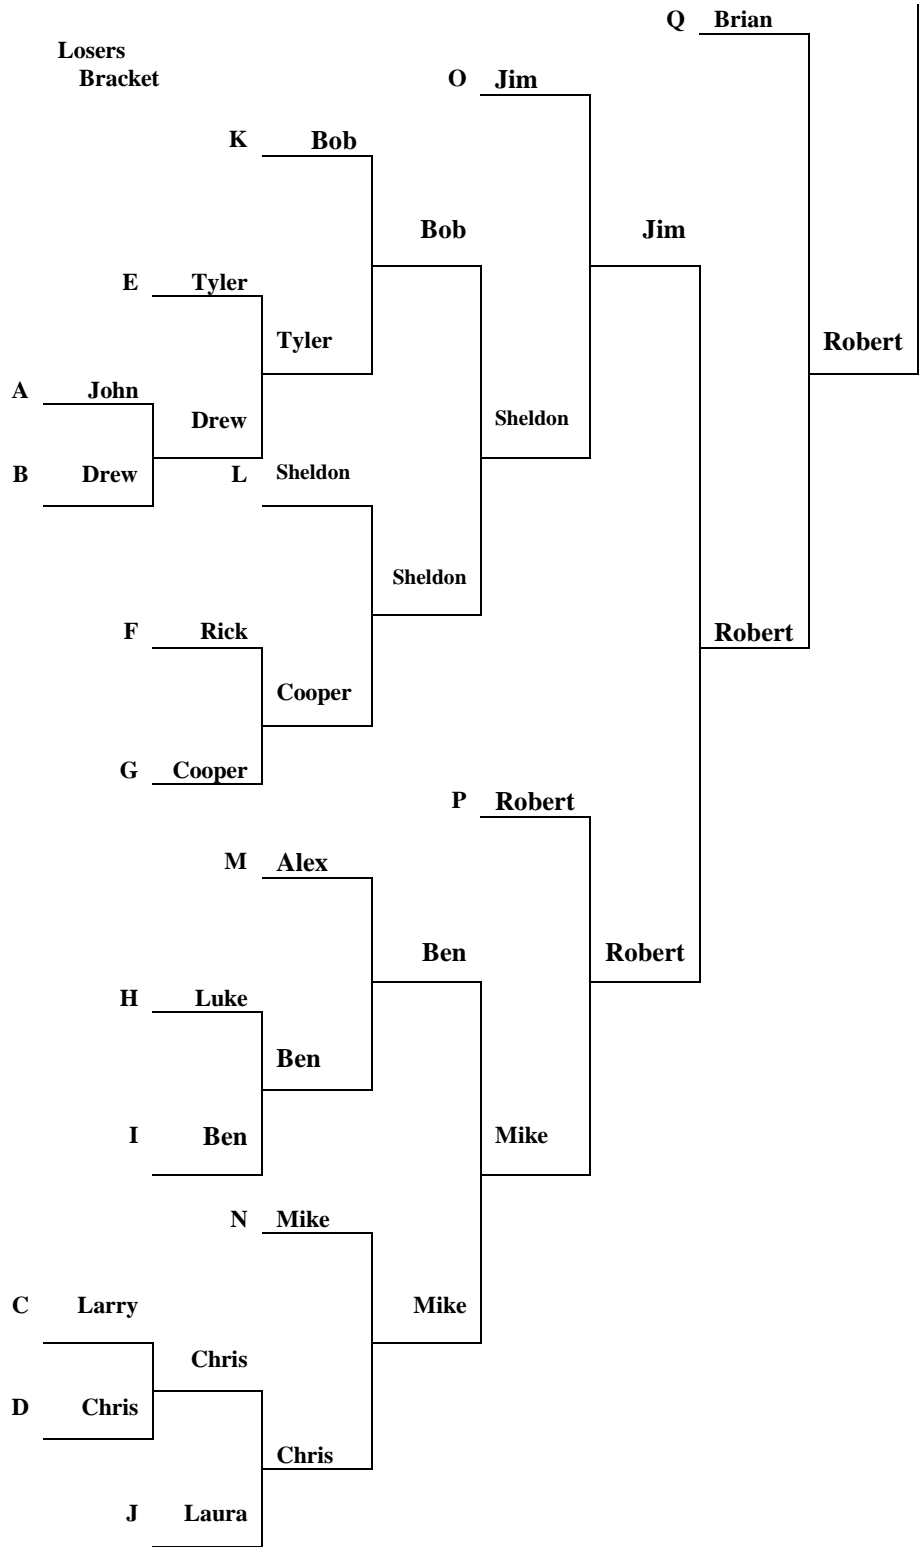 Q Brian
Losers
Bracket
O Jim
K Bob
Bob Jim
E Tyler
Tyler Robert
A John
Drew Sheldon
B Drew L Sheldon
Sheldon
F Rick Robert
Cooper
G Cooper
P Robert
M Alex
Ben Robert
H Luke
Ben
I Ben Mike
N Mike
C Larry Mike
Chris
D Chris
Chris
J Laura